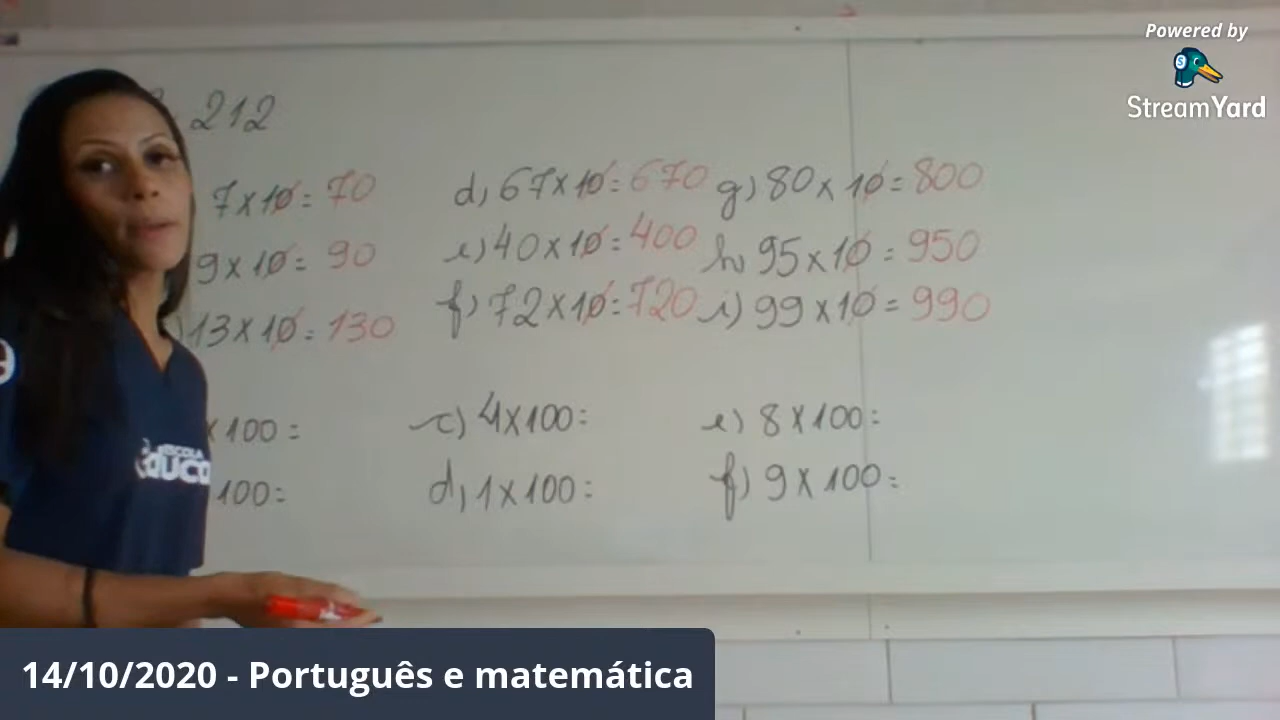 Powered by
StreamYard
212
7x10= 70
d) 67x10= 670
g) 80x10= 800
9x10= 90
e) 40x10= 400
h) 95x10= 950
)13x10= 130
f) 72x10= 720
i) 99x10= 990
x100=
c) 4x100=
e) 8x100=
100=
d) 1x100=
f) 9x100=
ESCOLA
14/10/2020 - Português e matemática